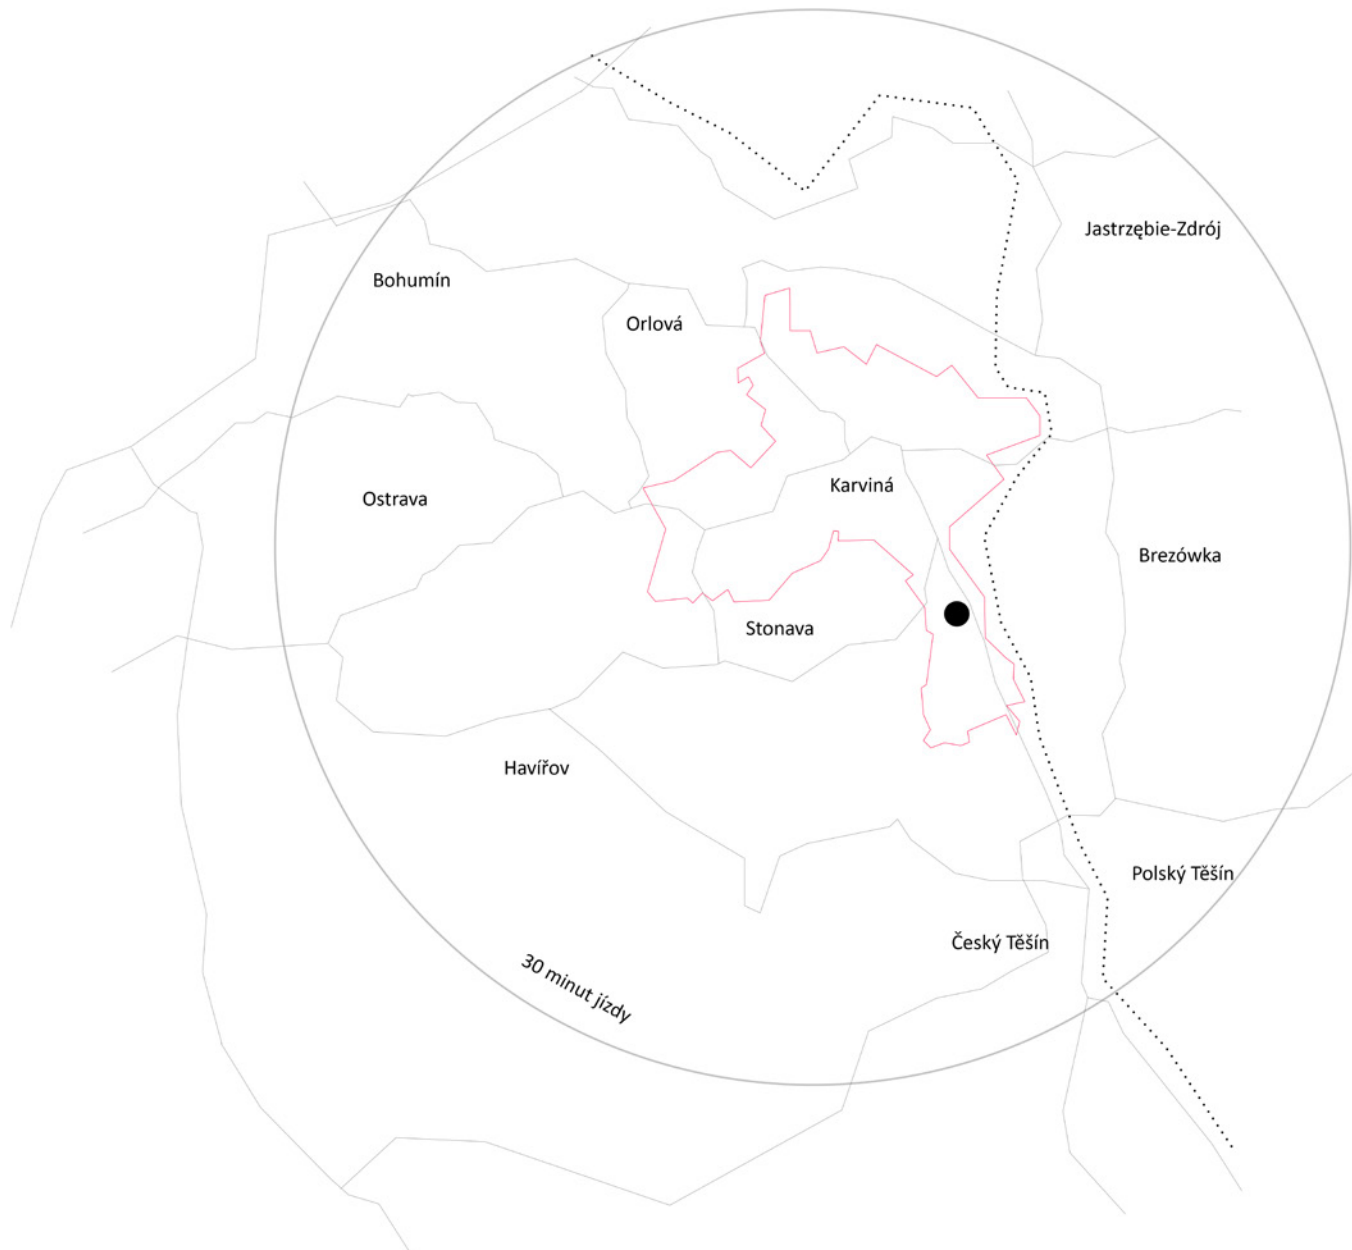 Jastrzębie-Zdrój
Bohumín
Orlová
Karviná
Ostrava
Brezówka
Stonava
Havířov
Polský Těšín
Český Těšín
30 minut jízdy